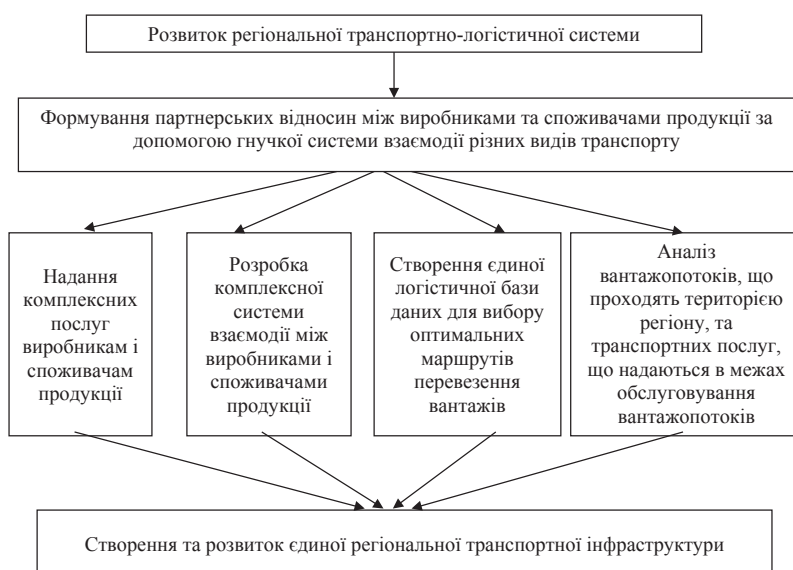 Розвиток регіональної транспортно-логістичної системи
Формування партнерських відносин між виробниками та споживачами продукції за
допомогою гнучкої системи взаємодії різних видів транспорту
Надання
комплексних
послуг
виробникам і
споживачам
продукції
Розробка
комплексної
системи
взаємодії між
виробниками і
споживачами
продукції
Створення єдиної
логістичної бази
даних для вибору
оптимальних
маршрутів
перевезення
вантажів
Аналіз
вантажопотоків, що
проходять територією
регіону, та
транспортних послуг,
що надаються в межах
обслуговування
вантажопотоків
Створення та розвиток єдиної регіональної транспортної інфраструктури